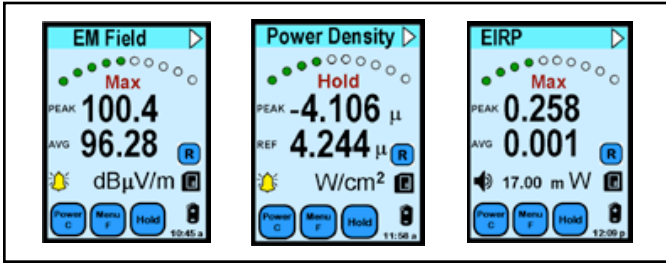 EM Field
Max
PEAK 100.4
AVG 96.28
R
dBµV/m
Power C
Menu F
Hold
10:45 a
Power Density
Hold
PEAK -4.106 µ
REF 4.244 µ
R
W/cm²
Power C
Menu F
Hold
11:56 a
EIRP
Max
PEAK 0.258
AVG 0.001
R
17.00 m W
Power C
Menu F
Hold
12:09 p